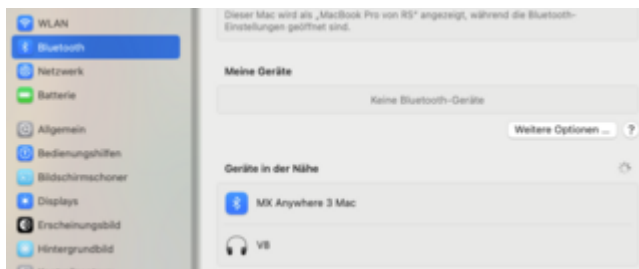 WLAN
Bluetooth
Netzwerk
Batterie
Allgemein
Bedienungshilfen
Bildschirmschoner
Displays
Erscheinungsbild
Hintergrundbild
Dieser Mac wird als „MacBook Pro von RS“ angezeigt, während die Bluetooth-
Einstellungen geöffnet sind.
Meine Geräte
Keine Bluetooth-Geräte
Weitere Optionen ...
?
Geräte in der Nähe
MX Anywhere 3 Mac
V8